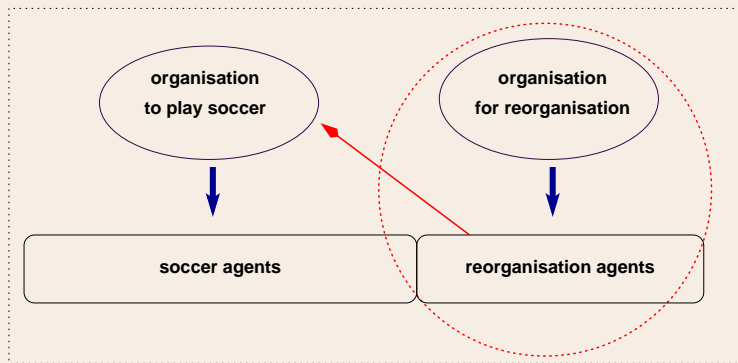 organisation
to play soccer
organisation
for reorganisation
soccer agents
reorganisation agents